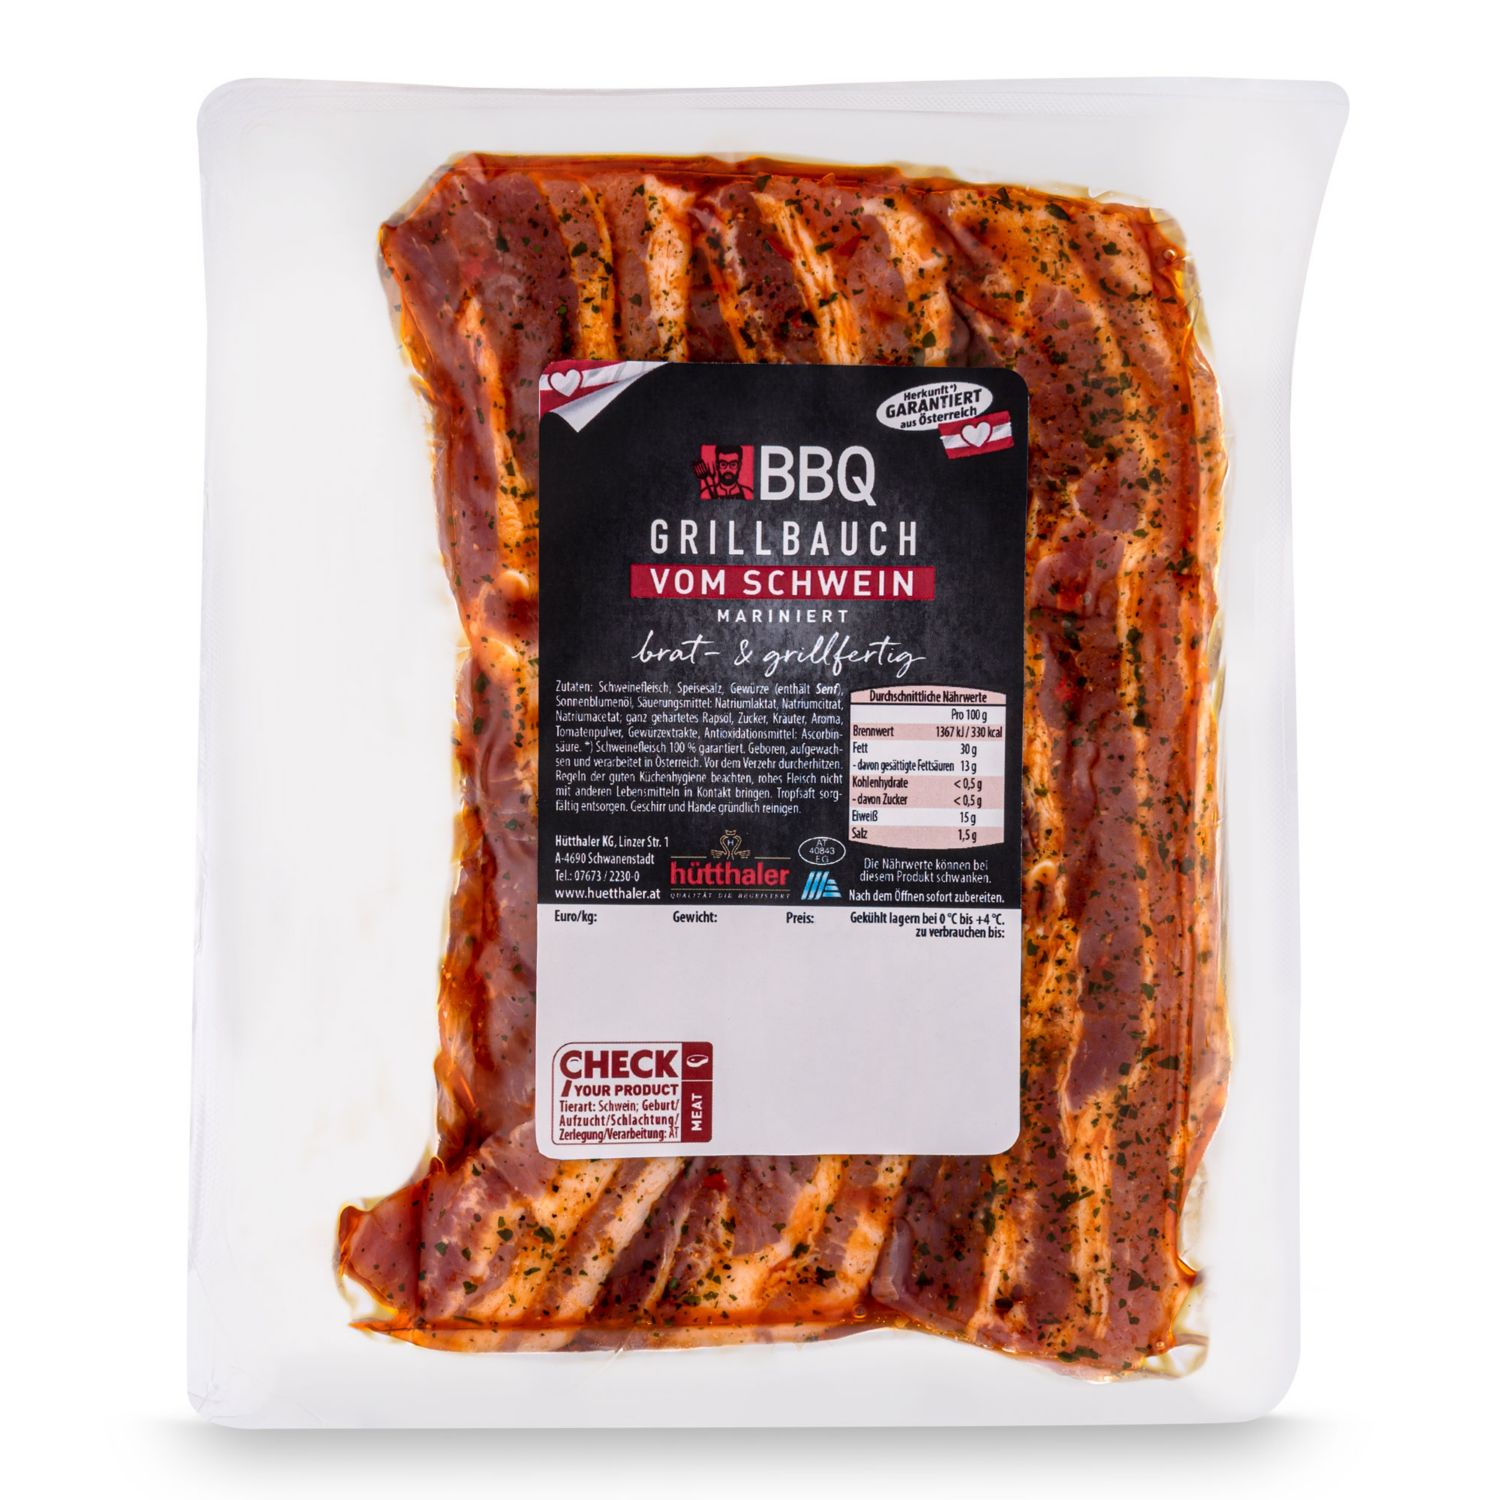 Herkunft*)
GARANTIERT
aus Österreich
BBQ
GRILLBAUCH
VOM SCHWEIN
MARINIERT
brat- & grillfertig
Zutaten: Schweinefleisch, Speisesalz, Gewürze (enthält Senf),
Sonnenblumenöl, Säuerungsmittel: Natriumlaktat, Natriumcitrat,
Natriumacetat; ganz gehärtetes Rapsöl, Zucker, Kräuter, Aroma,
Tomatenpulver, Gewürzextrakte, Antioxidationsmittel: Ascorbin-
säure. *) Schweinefleisch 100 % garantiert. Geboren, aufgewach-
sen und verarbeitet in Österreich. Vor dem Verzehr durcherhitzen.
Regeln der guten Küchenhygiene beachten, rohes Fleisch nicht
mit anderen Lebensmitteln in Kontakt bringen. Tropfsaft sorg-
fältig entsorgen. Geschirr und Hände gründlich reinigen.
Durchschnittliche Nährwerte
Pro 100 g
Brennwert 1367 kJ / 330 kcal
Fett 30 g
- davon gesättigte Fettsäuren 13 g
Kohlenhydrate < 0,5 g
- davon Zucker < 0,5 g
Eiweiß 15 g
Salz 1,5 g
Die Nährwerte können bei
diesem Produkt schwanken.
Nach dem Öffnen sofort zubereiten.
Hütthaler KG, Linzer Str. 1
A-4690 Schwanenstadt
Tel.: 07673 / 2230-0
www.huetthaler.at
H
hütthaler
QUALITÄT DIE BEGEISTERT
AT
40843
EG
Euro/kg: Gewicht: Preis: Gekühlt lagern bei 0 °C bis +4 °C.
zu verbrauchen bis:
CHECK
YOUR PRODUCT
Tierart: Schwein; Geburt/
Aufzucht/Schlachtung/
Zerlegung/Verarbeitung: AT
MEAT